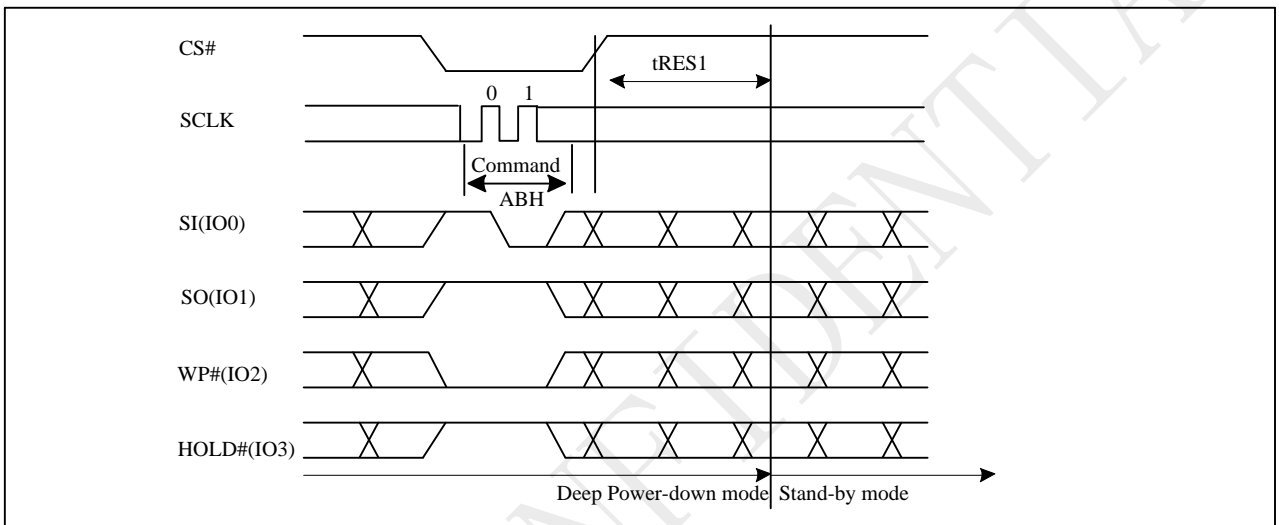 CS#
tRES1
0 1
SCLK
Command
ABH
SI(IO0)
SO(IO1)
WP#(IO2)
HOLD#(IO3)
Deep Power-down mode Stand-by mode